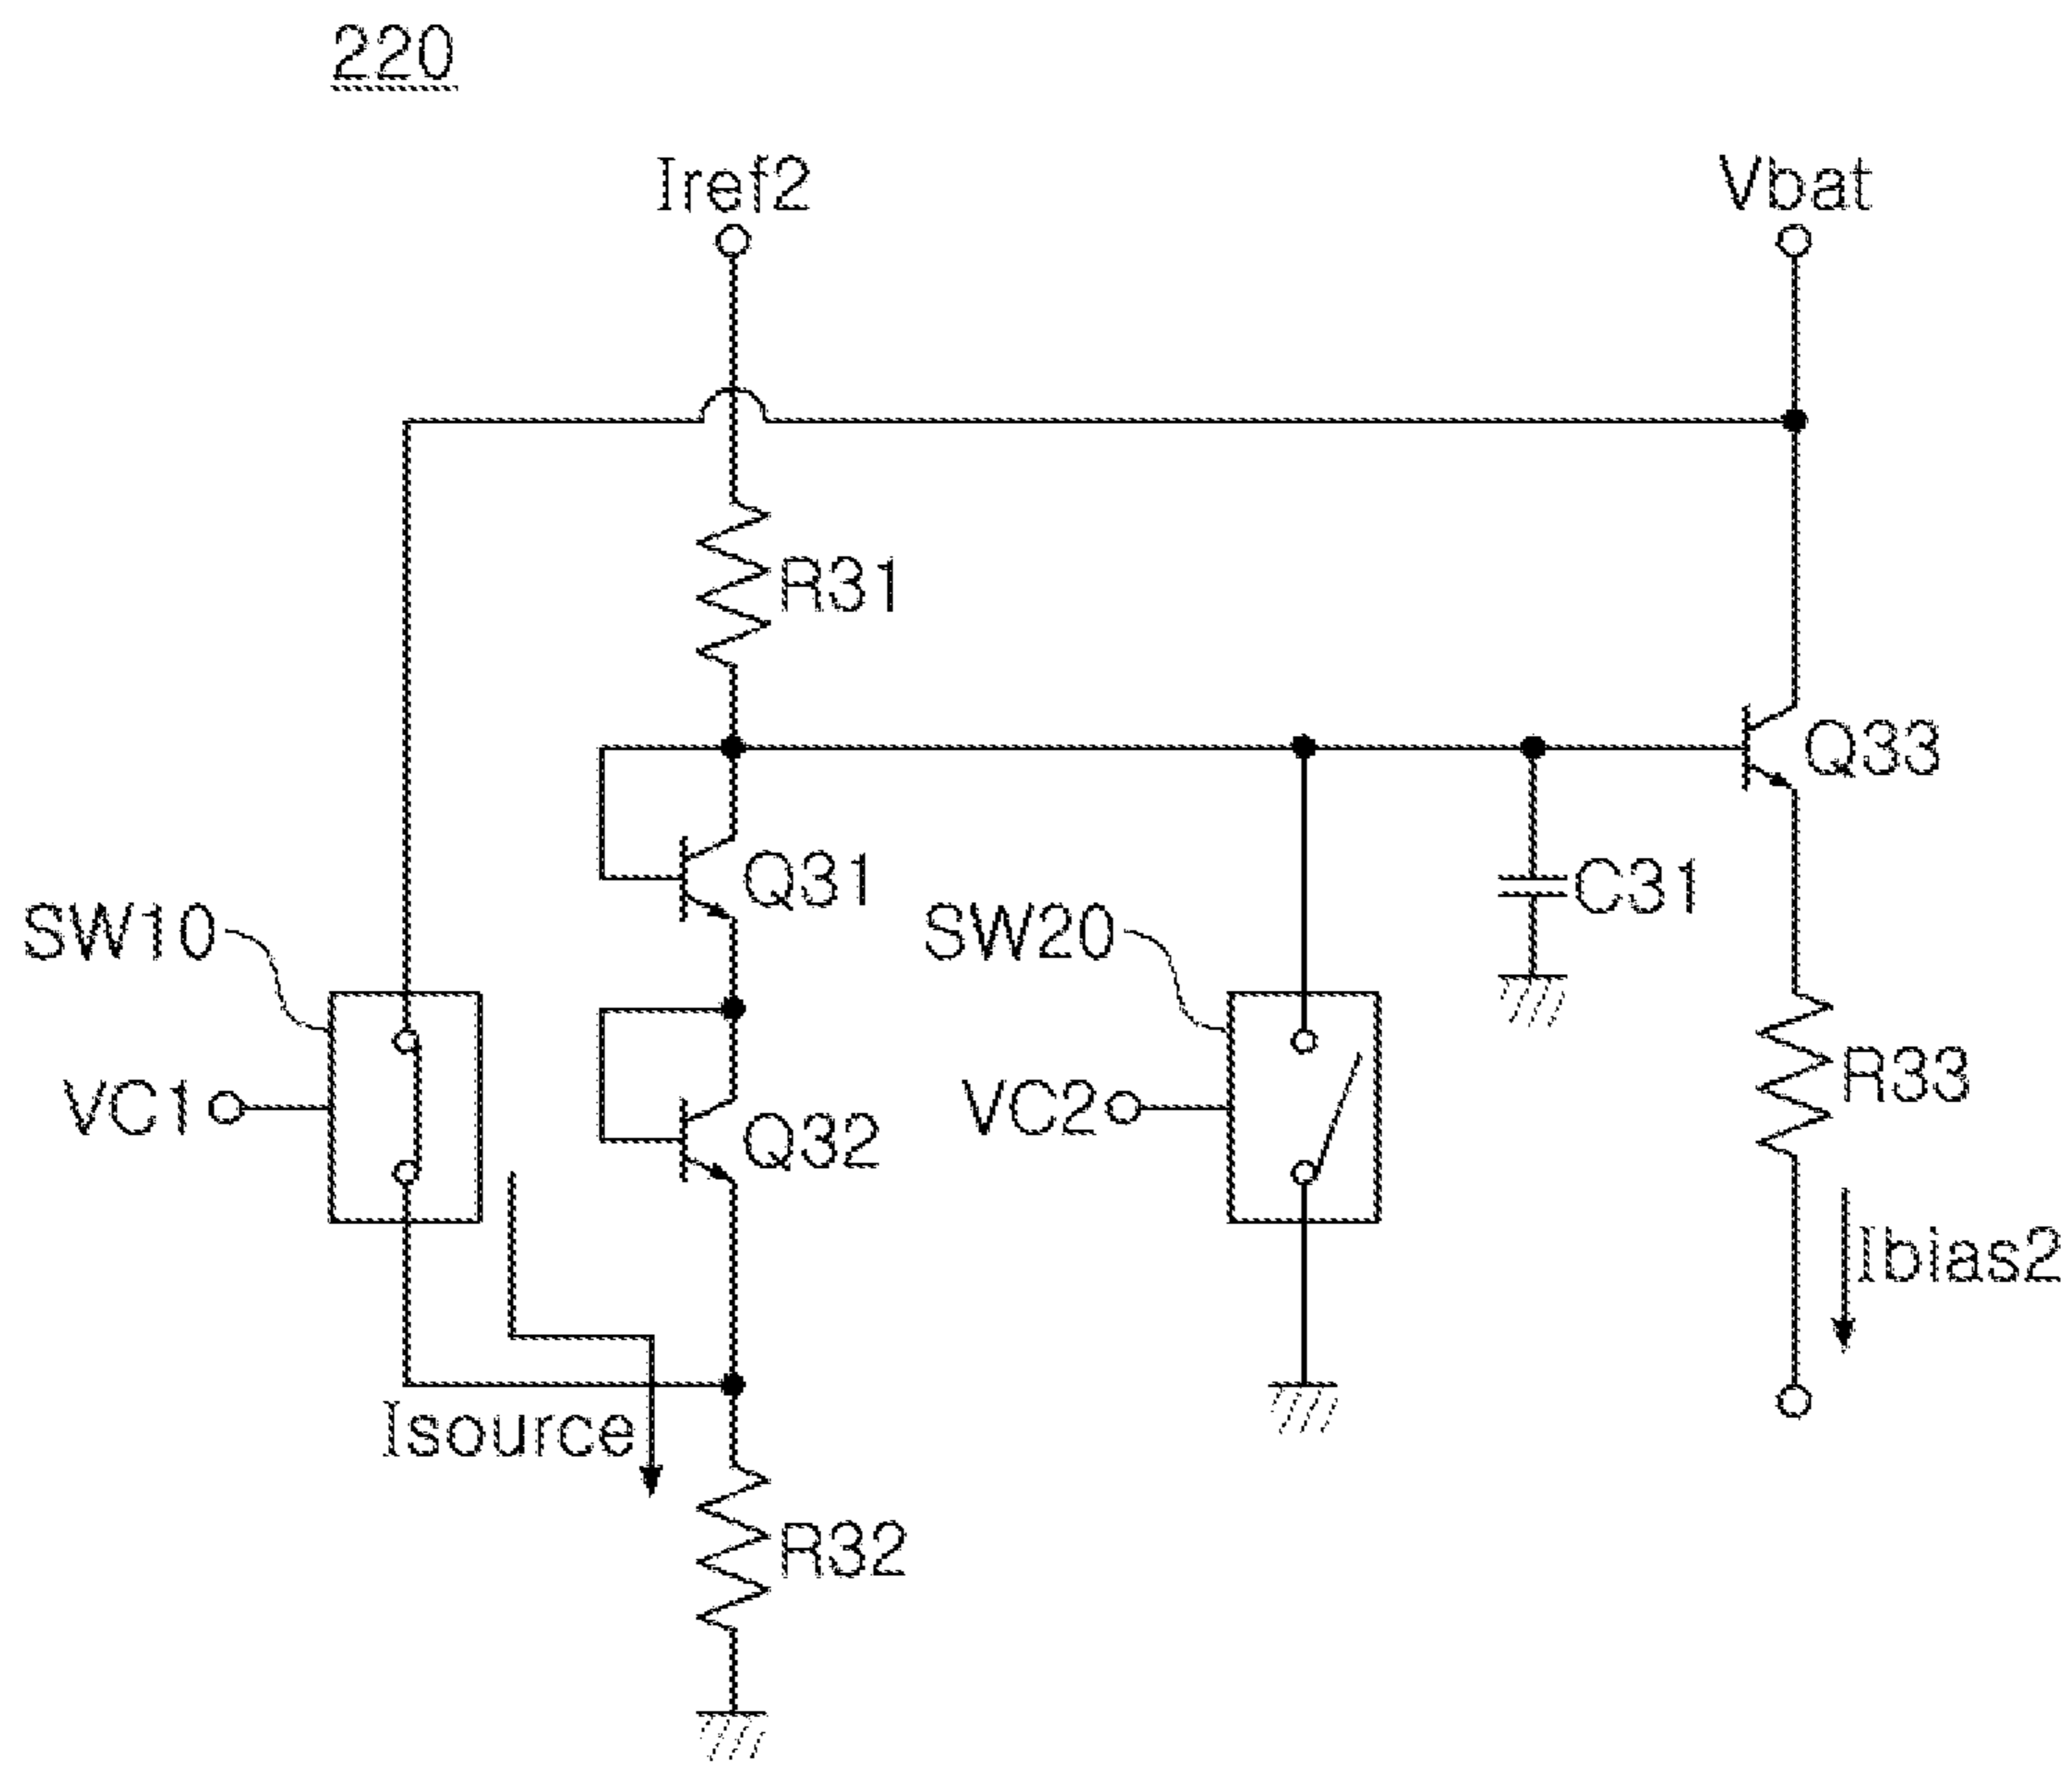 220
Iref2
Vbat
R31
Q33
Q31
C31
SW10
SW20
R33
VC1
VC2
Q32
Ibias2
Isource
R32